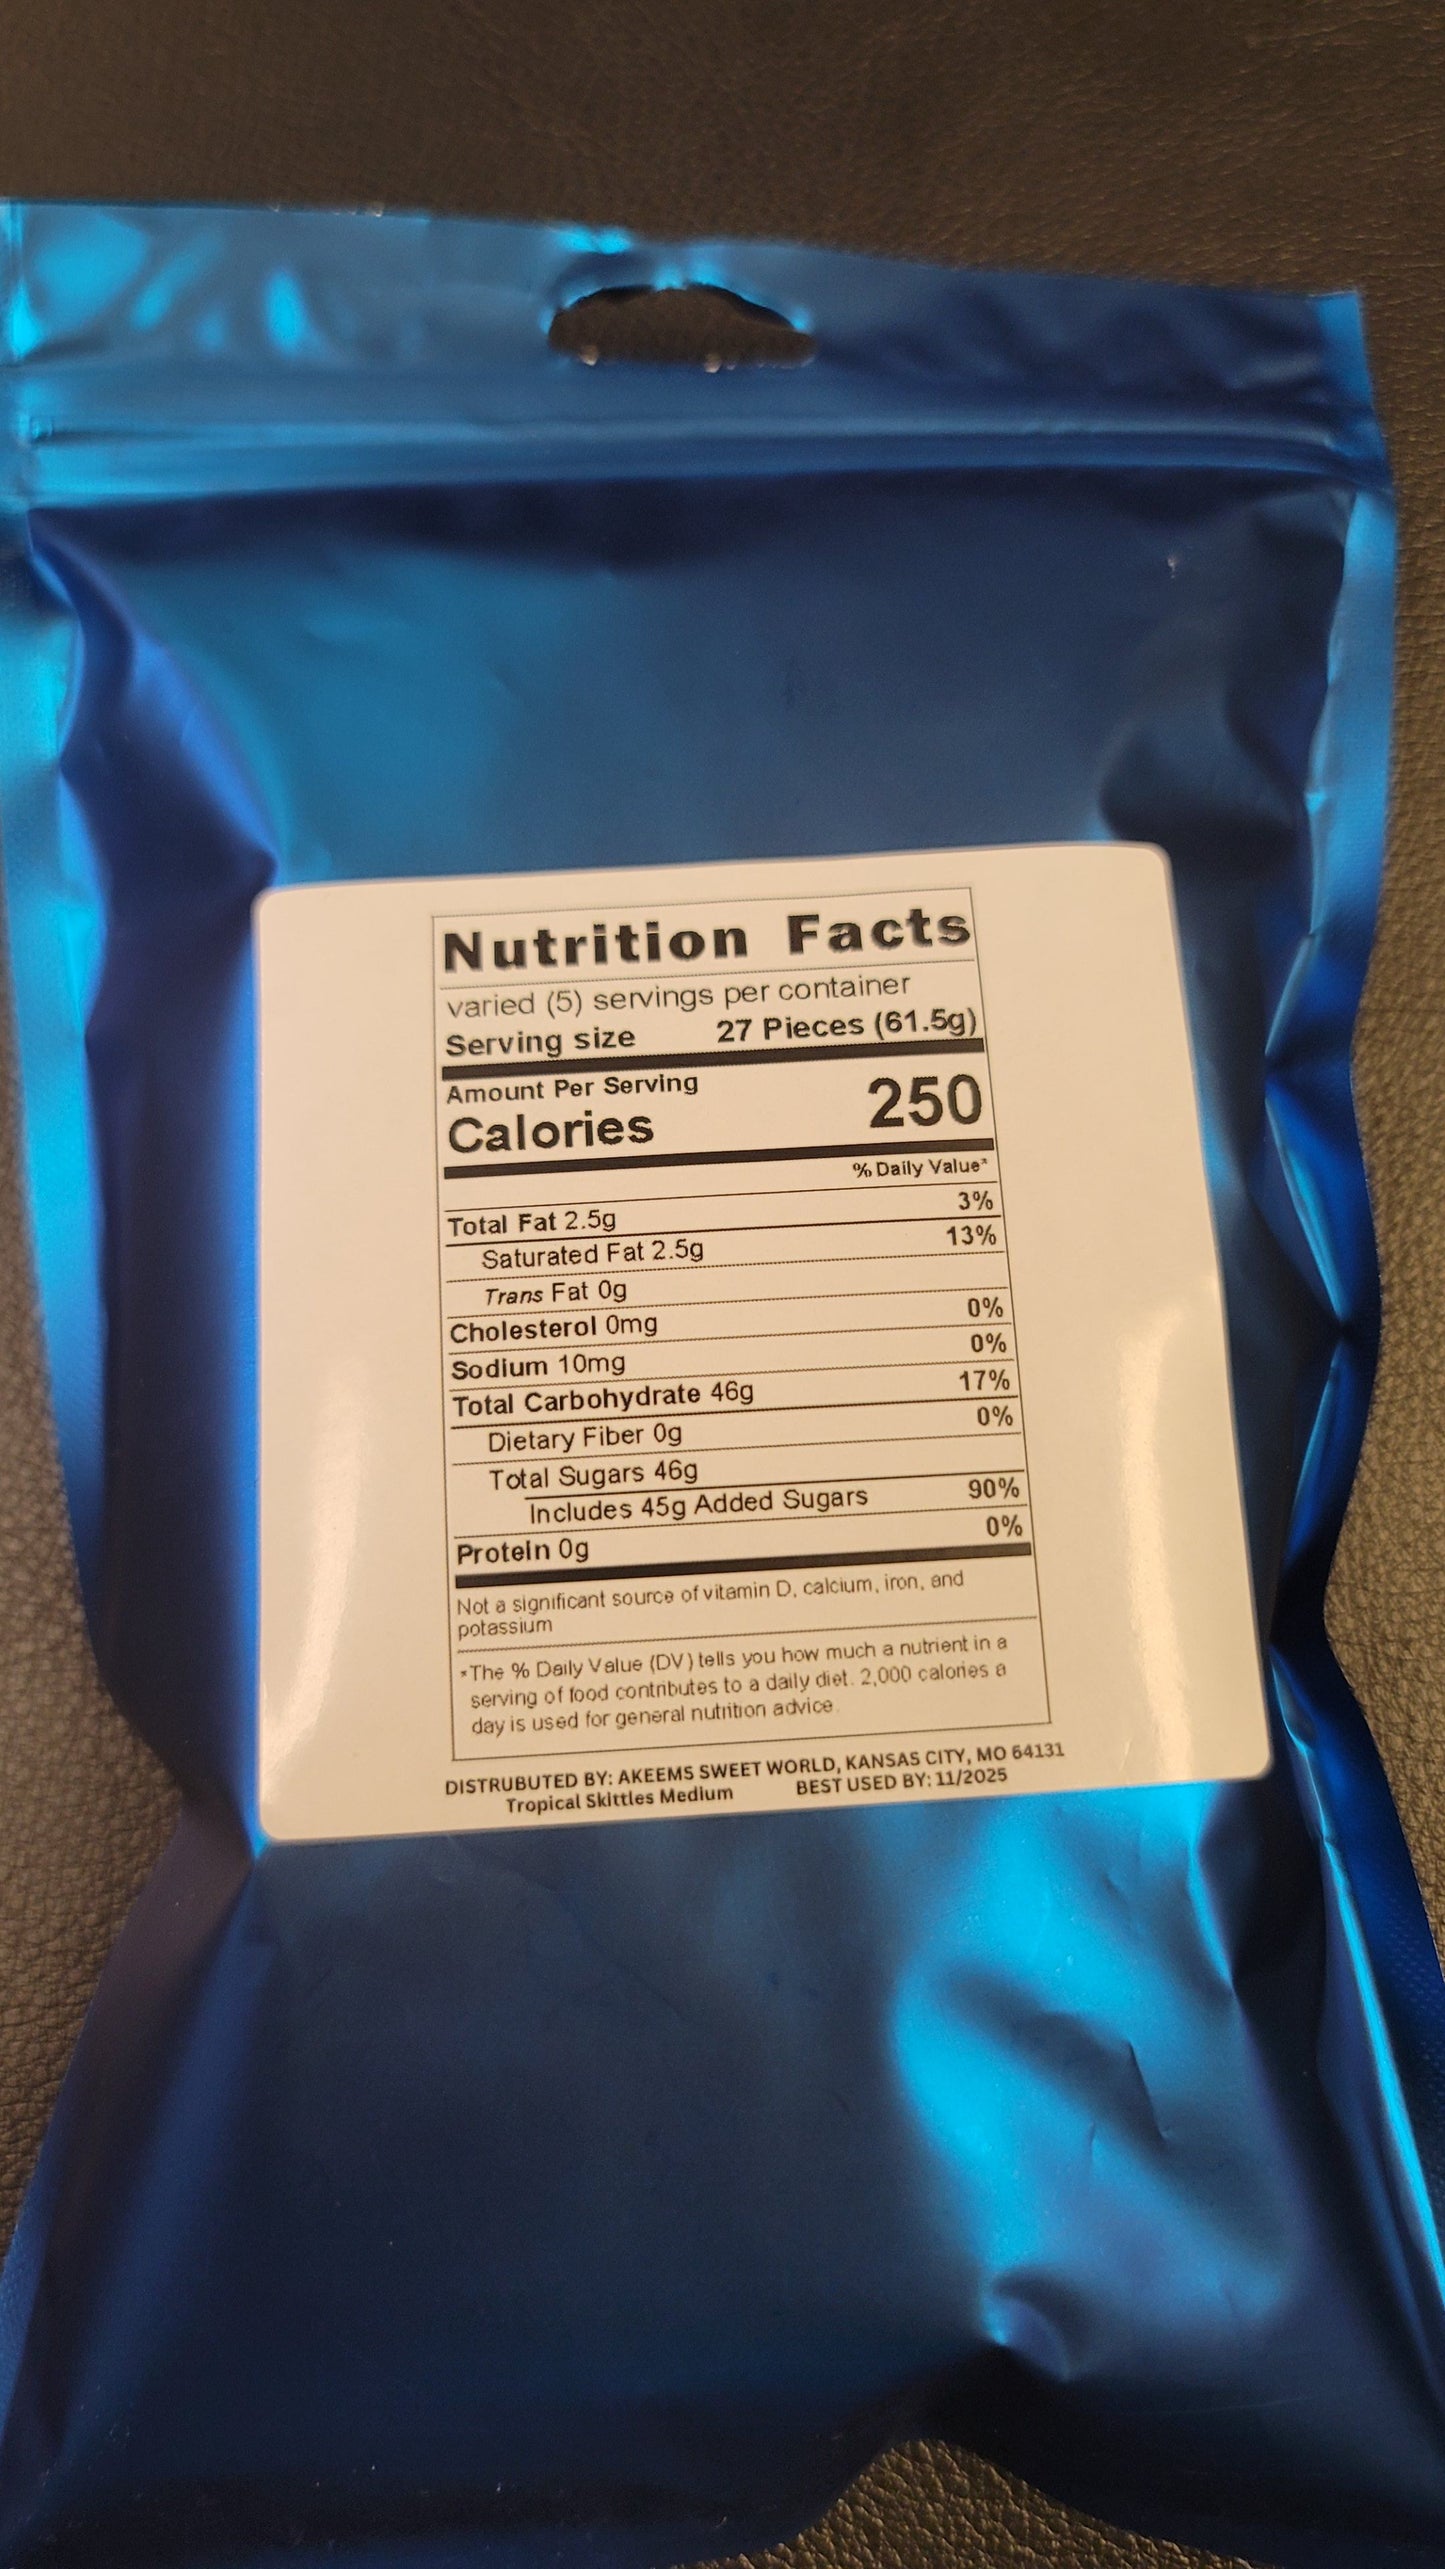 Nutrition Facts
varied (5) servings per container
Serving size 27 Pieces (61.5g)
Amount Per Serving
Calories 250
% Daily Value*
Total Fat 2.5g 3%
Saturated Fat 2.5g 13%
Trans Fat 0g
Cholesterol 0mg 0%
Sodium 10mg 0%
Total Carbohydrate 46g 17%
Dietary Fiber 0g 0%
Total Sugars 46g
Includes 45g Added Sugars 90%
Protein 0g 0%
Not a significant source of vitamin D, calcium, iron, and
potassium
*The % Daily Value (DV) tells you how much a nutrient in a
serving of food contributes to a daily diet. 2,000 calories a
day is used for general nutrition advice.
DISTRUBUTED BY: AKEEMS SWEET WORLD, KANSAS CITY, MO 64131
Tropical Skittles Medium BEST USED BY: 11/2025